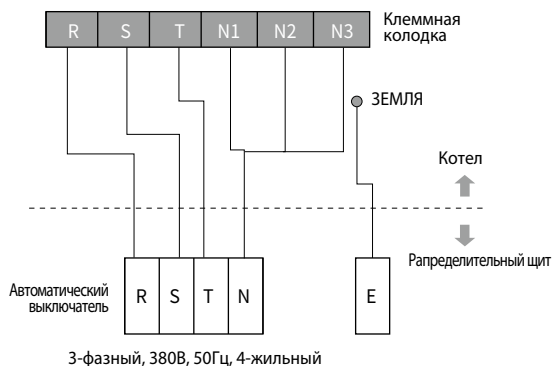 R S T N1 N2 N3
Клеммная
колодка
ЗЕМЛЯ
Котел
Рапределительный щит
Автоматический
выключатель
R S T N
E
3-фазный, 380В, 50Гц, 4-жильный